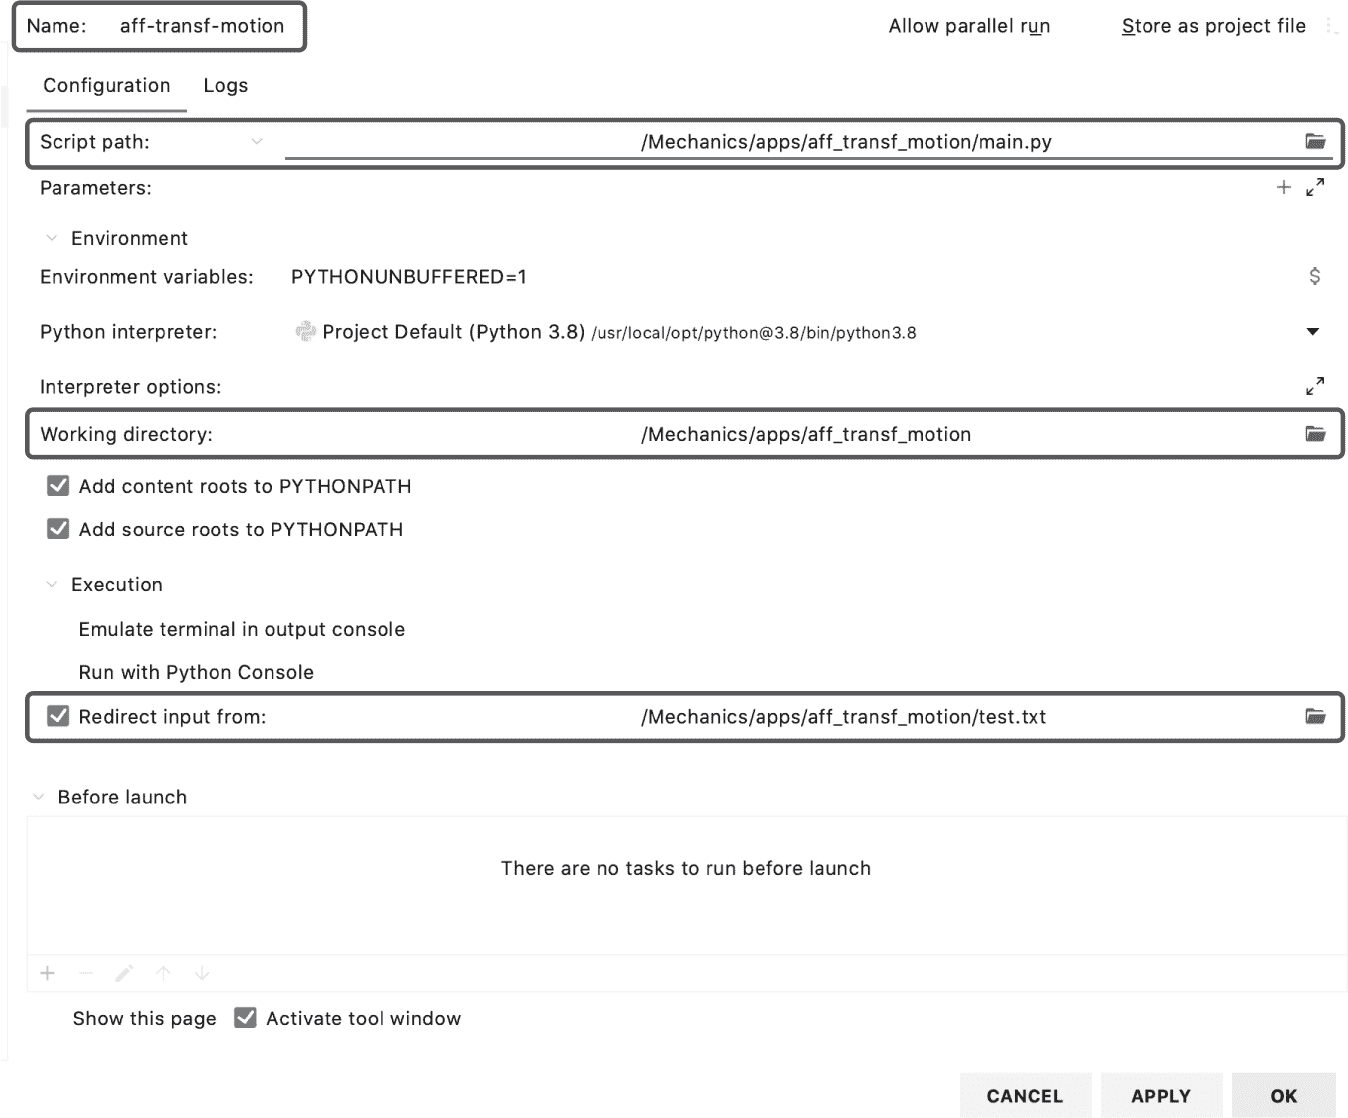 Name: aff-transf-motion Allow parallel run Store as project file
Configuration Logs
Script path: /Mechanics/apps/aff_transf_motion/main.py
Parameters:
Environment
Environment variables: PYTHONUNBUFFERED=1
$
Python interpreter: Project Default (Python 3.8) /usr/local/opt/python@3.8/bin/python3.8
Interpreter options:
Working directory: /Mechanics/apps/aff_transf_motion
Add content roots to PYTHONPATH
Add source roots to PYTHONPATH
Execution
Emulate terminal in output console
Run with Python Console
Redirect input from: /Mechanics/apps/aff_transf_motion/test.txt
Before launch
There are no tasks to run before launch
Show this page Activate tool window
CANCEL APPLY OK